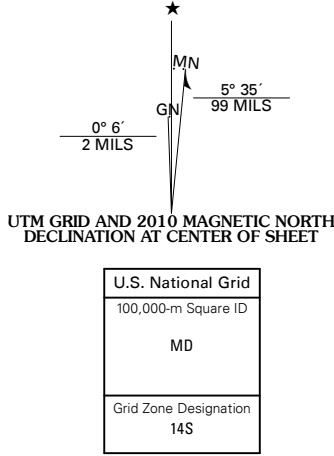 MN
GN
5° 35´
99 MILS
0° 6´
2 MILS
UTM GRID AND 2010 MAGNETIC NORTH
DECLINATION AT CENTER OF SHEET
U.S. National Grid
100,000-m Square ID
MD
Grid Zone Designation
14S